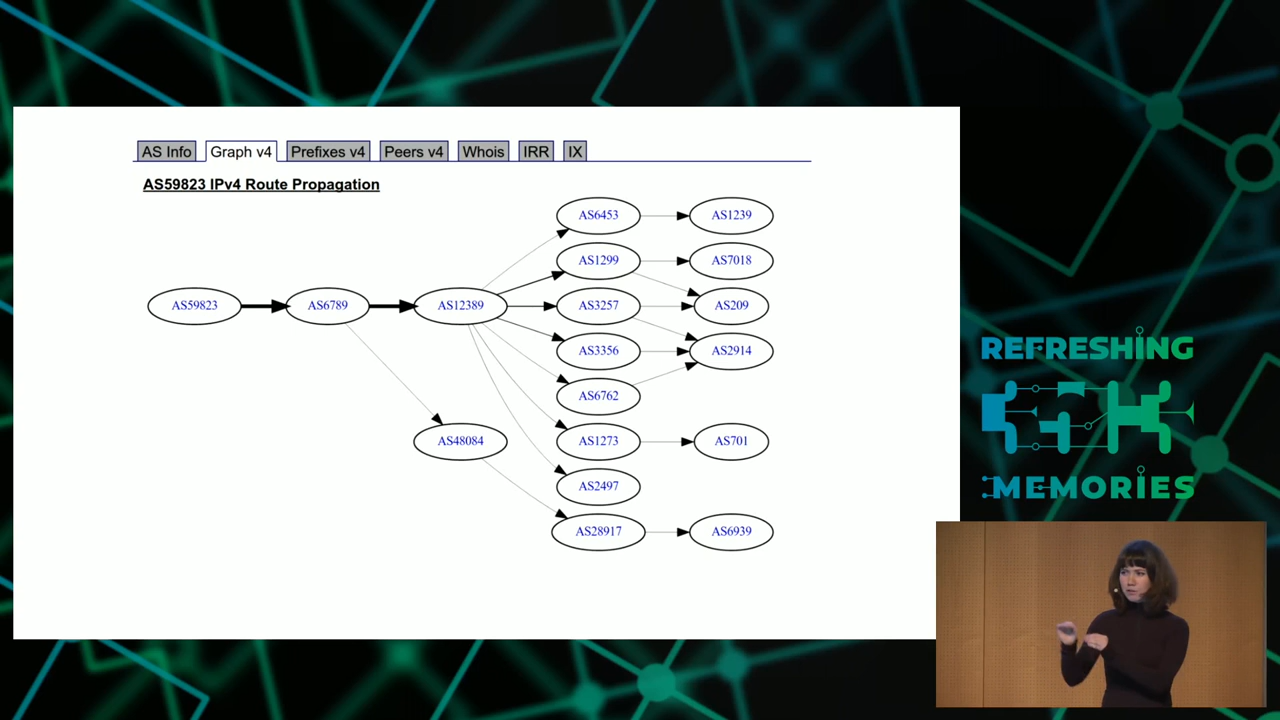 AS Info Graph v4 Prefixes v4 Peers v4 Whois IRR IX
AS59823 IPv4 Route Propagation
AS6453 AS1239
AS1299 AS7018
AS59823 AS6789 AS12389 AS3257 AS209
AS3356 AS2914
AS6762
AS48084 AS1273 AS701
AS2497
AS28917 AS6939
REFRESHING
MEMORIES